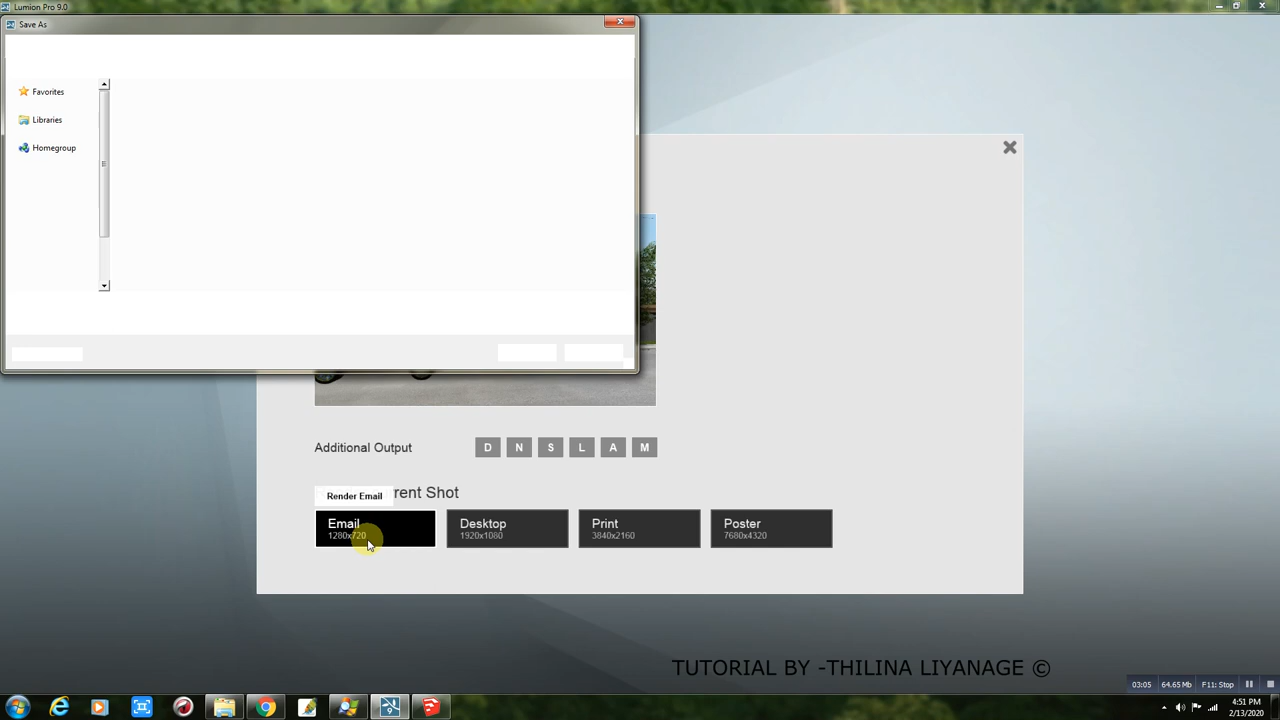 Lumion Pro 9.0
Save As
Favorites
Libraries
Homegroup
Additional Output
D N S L A M
Render Email
rent Shot
Email
1280x720
Desktop
1920x1080
Print
3840x2160
Poster
7680x4320
TUTORIAL BY -THILINA LIYANAGE ©
03:05 64.65 Mb F11: Stop
4:51 PM
2/13/2020